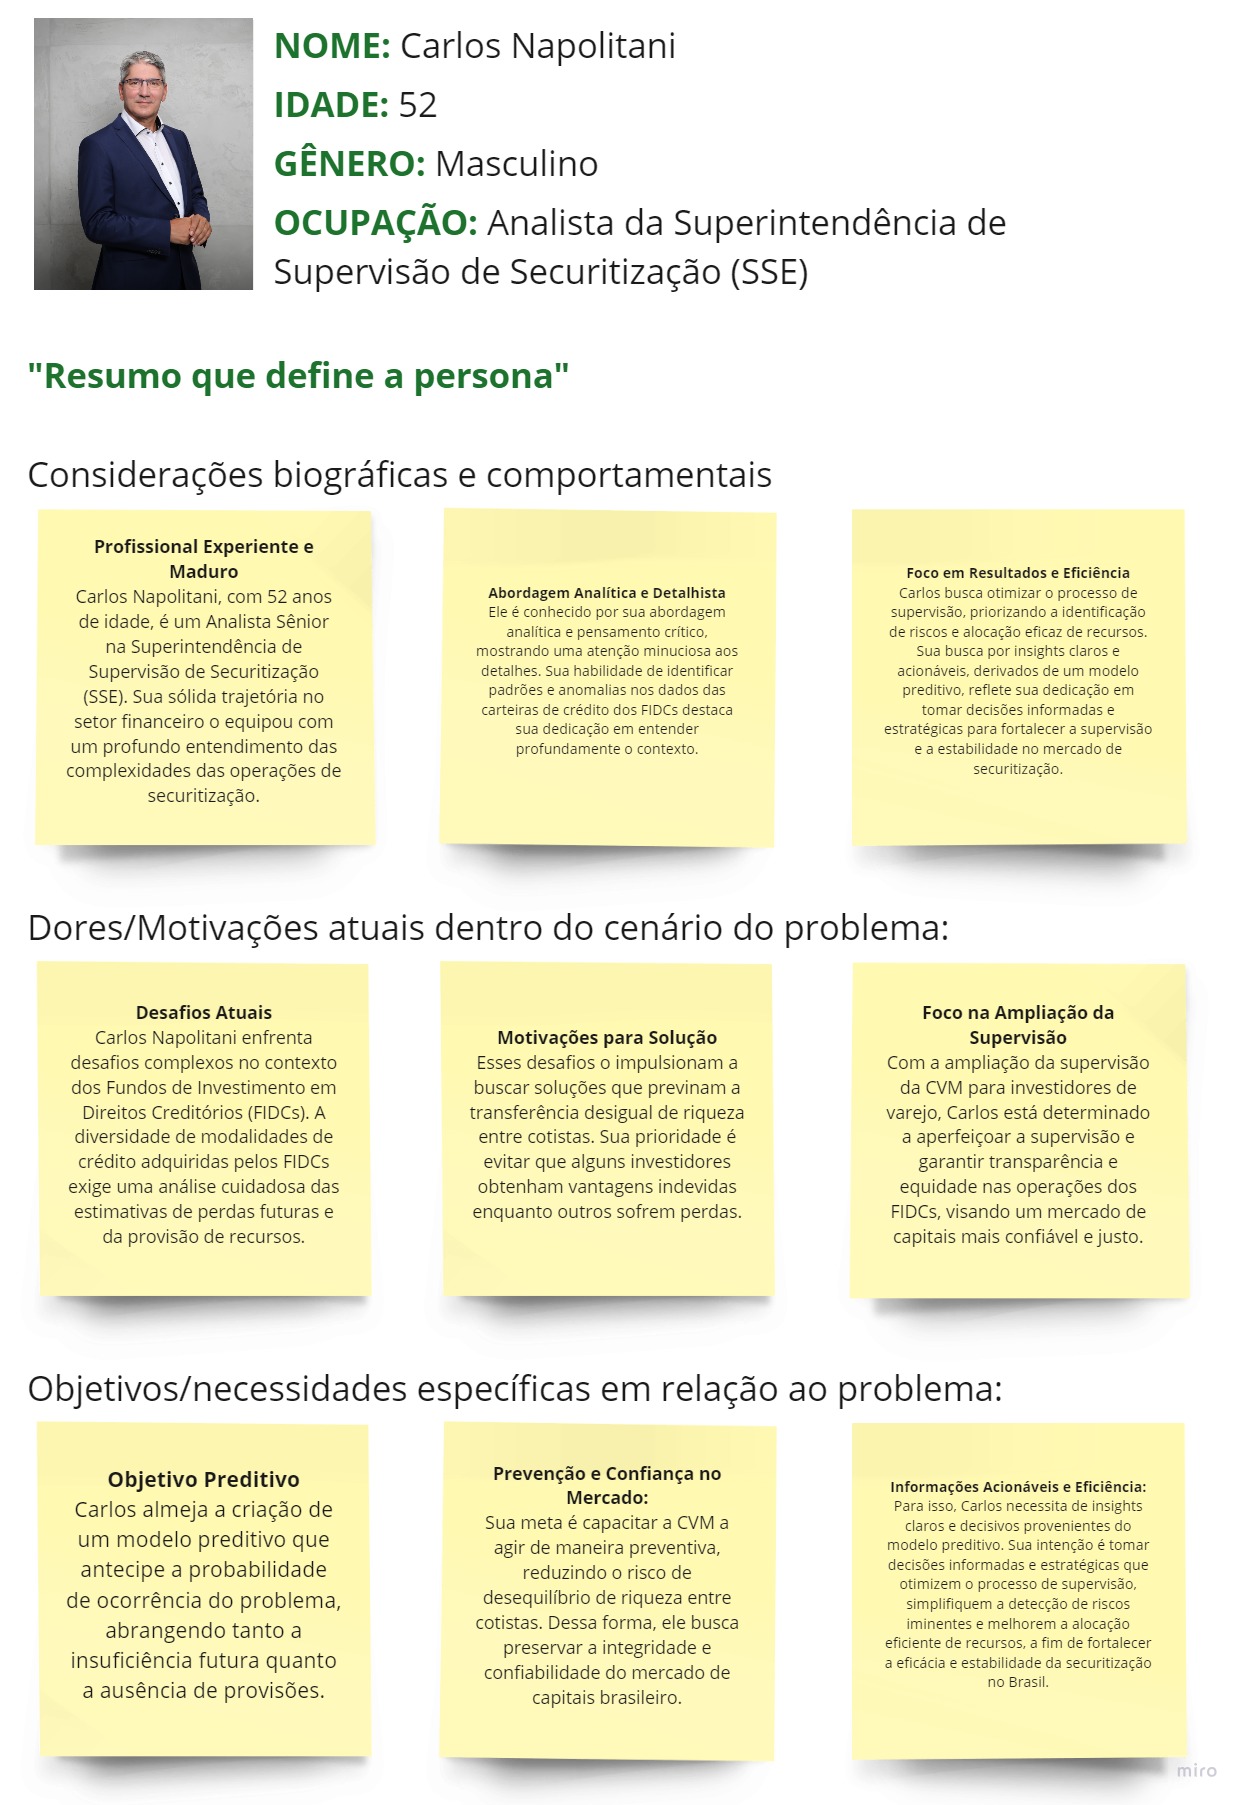 NOME: Carlos Napolitani
IDADE: 52
GÊNERO: Masculino
OCUPAÇÃO: Analista da Superintendência de
Supervisão de Securitização (SSE)
"Resumo que define a persona"
Considerações biográficas e comportamentais
Profissional Experiente e
Maduro
Carlos Napolitani, com 52 anos
de idade, é um Analista Sênior
na Superintendência de
Supervisão de Securitização
(SSE). Sua sólida trajetória no
setor financeiro o equipou com
um profundo entendimento das
complexidades das operações de
securitização.
Abordagem Analítica e Detalhista
Ele é conhecido por sua abordagem
analítica e pensamento crítico,
mostrando uma atenção minuciosa aos
detalhes. Sua habilidade de identificar
padrões e anomalias nos dados das
carteiras de crédito dos FIDCs destaca
sua dedicação em entender
profundamente o contexto.
Foco em Resultados e Eficiência
Carlos busca otimizar o processo de
supervisão, priorizando a identificação
de riscos e alocação eficaz de recursos.
Sua busca por insights claros e
acionáveis, derivados de um modelo
preditivo, reflete sua dedicação em
tomar decisões informadas e
estratégicas para fortalecer a supervisão
e a estabilidade no mercado de
securitização.
Dores/Motivações atuais dentro do cenário do problema:
Desafios Atuais
Carlos Napolitani enfrenta
desafios complexos no contexto
dos Fundos de Investimento em
Direitos Creditórios (FIDCs). A
diversidade de modalidades de
crédito adquiridas pelos FIDCs
exige uma análise cuidadosa das
estimativas de perdas futuras e
da provisão de recursos.
Motivações para Solução
Esses desafios o impulsionam a
buscar soluções que previnam a
transferência desigual de riqueza
entre cotistas. Sua prioridade é
evitar que alguns investidores
obtenham vantagens indevidas
enquanto outros sofrem perdas.
Foco na Ampliação da
Supervisão
Com a ampliação da supervisão
da CVM para investidores de
varejo, Carlos está determinado
a aperfeiçoar a supervisão e
garantir transparência e
equidade nas operações dos
FIDCs, visando um mercado de
capitais mais confiável e justo.
Objetivos/necessidades específicas em relação ao problema:
Objetivo Preditivo
Carlos almeja a criação de
um modelo preditivo que
antecipe a probabilidade
de ocorrência do problema,
abrangendo tanto a
insuficiência futura quanto
a ausência de provisões.
Prevenção e Confiança no
Mercado:
Sua meta é capacitar a CVM a
agir de maneira preventiva,
reduzindo o risco de
desequilíbrio de riqueza entre
cotistas. Dessa forma, ele busca
preservar a integridade e
confiabilidade do mercado de
capitais brasileiro.
Informações Acionáveis e Eficiência:
Para isso, Carlos necessita de insights
claros e decisivos provenientes do
modelo preditivo. Sua intenção é tomar
decisões informadas e estratégicas que
otimizem o processo de supervisão,
simplifiquem a detecção de riscos
iminentes e melhorem a alocação
eficiente de recursos, a fim de fortalecer
a eficácia e estabilidade da securitização
no Brasil.
miro